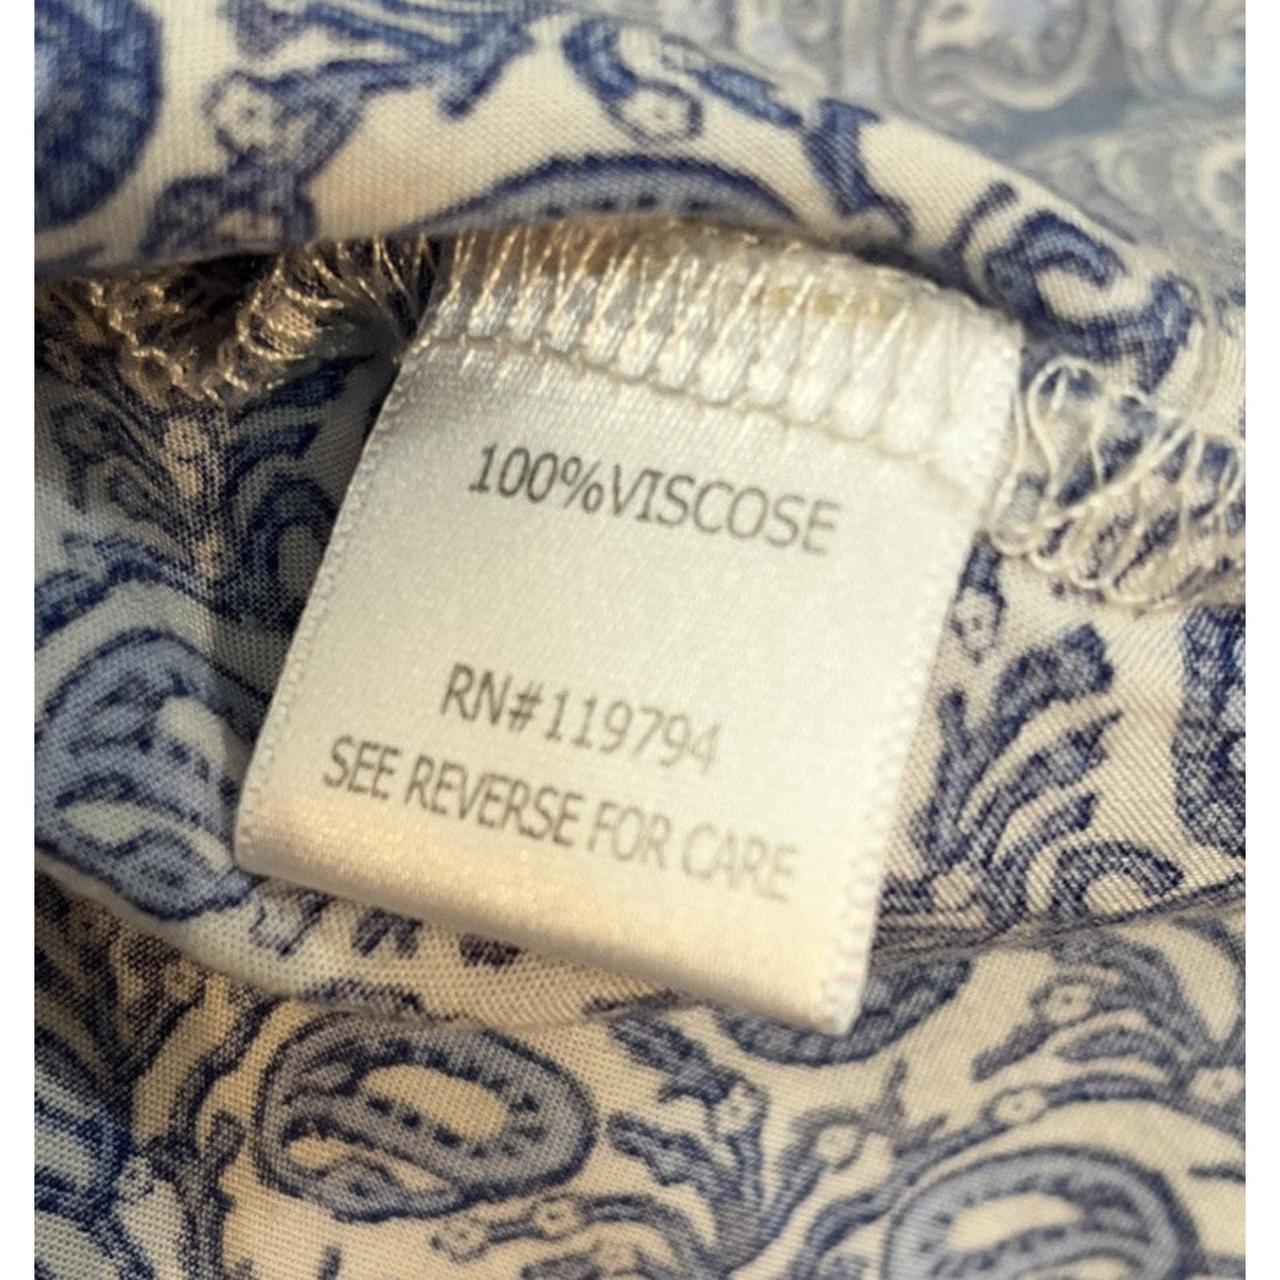 100%VISCOSE
RN#119794
SEE REVERSE FOR CARE